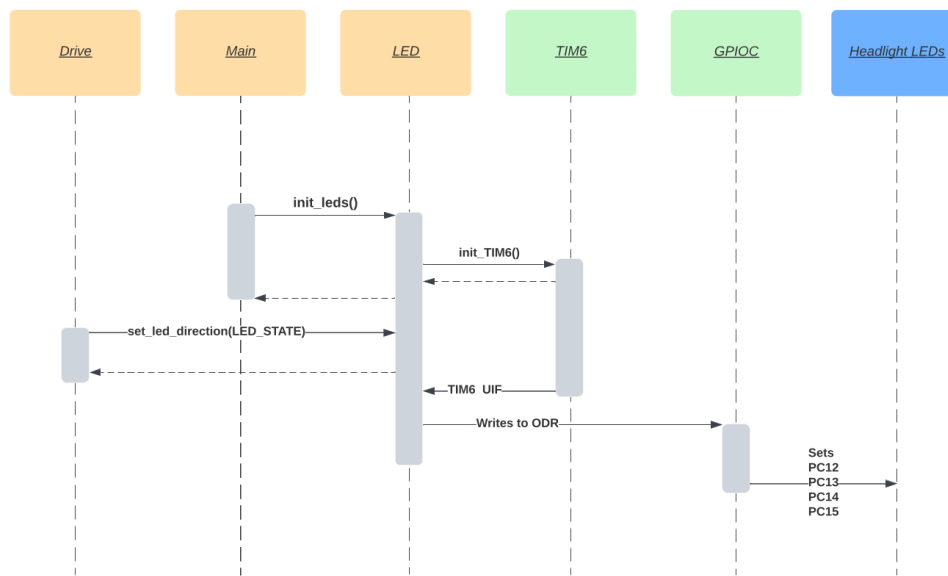 Drive
Main
LED
TIM6
GPIOC
Headlight LEDs
init_leds()
init_TIM6()
set_led_direction(LED_STATE)
TIM6 UIF
Writes to ODR
Sets
PC12
PC13
PC14
PC15